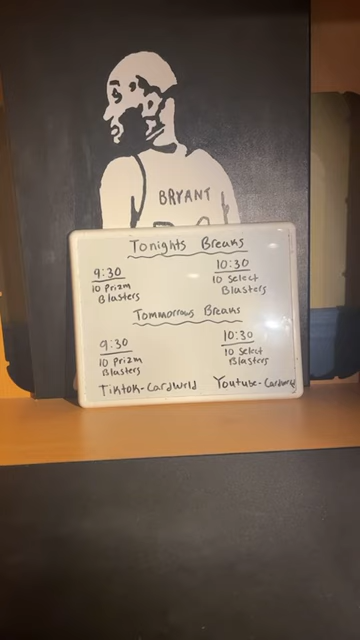 BRYANT
Tonights Breaks
9:30
10 Prizm
Blasters
10:30
10 Select
Blasters
Tommorrows Breaks
9:30
10 Prizm
Blasters
10:30
10 Select
Blasters
Tiktok-Cardwrld
Youtube-Cardwrld